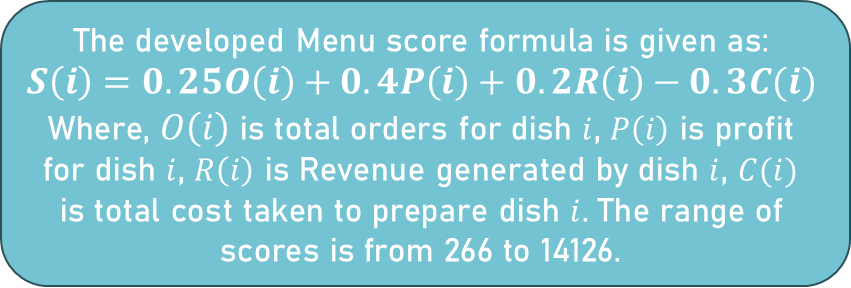 The developed Menu score formula is given as:
S(i) = 0.25O(i) + 0.4P(i) + 0.2R(i) − 0.3C(i)
Where, O(i) is total orders for dish i, P(i) is profit
for dish i, R(i) is Revenue generated by dish i, C(i)
is total cost taken to prepare dish i. The range of
scores is from 266 to 14126.